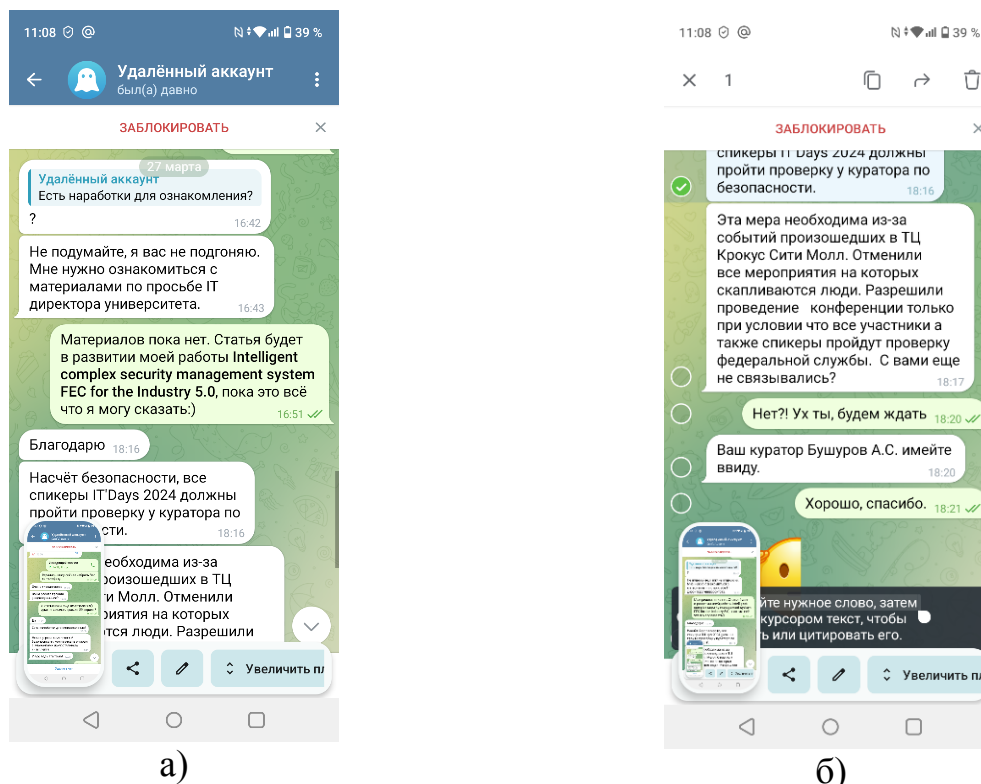 11:08
39 %
Удалённый аккаунт
был(а) давно
ЗАБЛОКИРОВАТЬ
27 марта
Удалённый аккаунт
Есть наработки для ознакомления?
?
16:42
Не подумайте, я вас не подгоняю.
Мне нужно ознакомиться с
материалами по просьбе IT
директора университета.
16:43
Материалов пока нет. Статья будет
в развитии моей работы Intelligent
complex security management system
FEC for the Industry 5.0, пока это всё
что я могу сказать:)
16:51
Благодарю
18:16
Насчёт безопасности, все
спикеры IT'Days 2024 должны
пройти проверку у куратора по
сти.
18:16
еобходима из-за
роизошедших в ТЦ
ти Молл. Отменили
риятия на которых
тся люди. Разрешили
Увеличить пл
а)
11:08
39 %
1
ЗАБЛОКИРОВАТЬ
спикеры IT Days 2024 должны
пройти проверку у куратора по
безопасности.
18:16
Эта мера необходима из-за
событий произошедших в ТЦ
Крокус Сити Молл. Отменили
все мероприятия на которых
скапливаются люди. Разрешили
проведение конференции только
при условии что все участники а
также спикеры пройдут проверку
федеральной службы. С вами еще
не связывались?
18:17
Нет?! Ух ты, будем ждать
18:20
Ваш куратор Бушуров А.С. имейте
ввиду.
18:20
Хорошо, спасибо.
18:21
йте нужное слово, затем
курсором текст, чтобы
ь или цитировать его.
Увеличить пл
б)